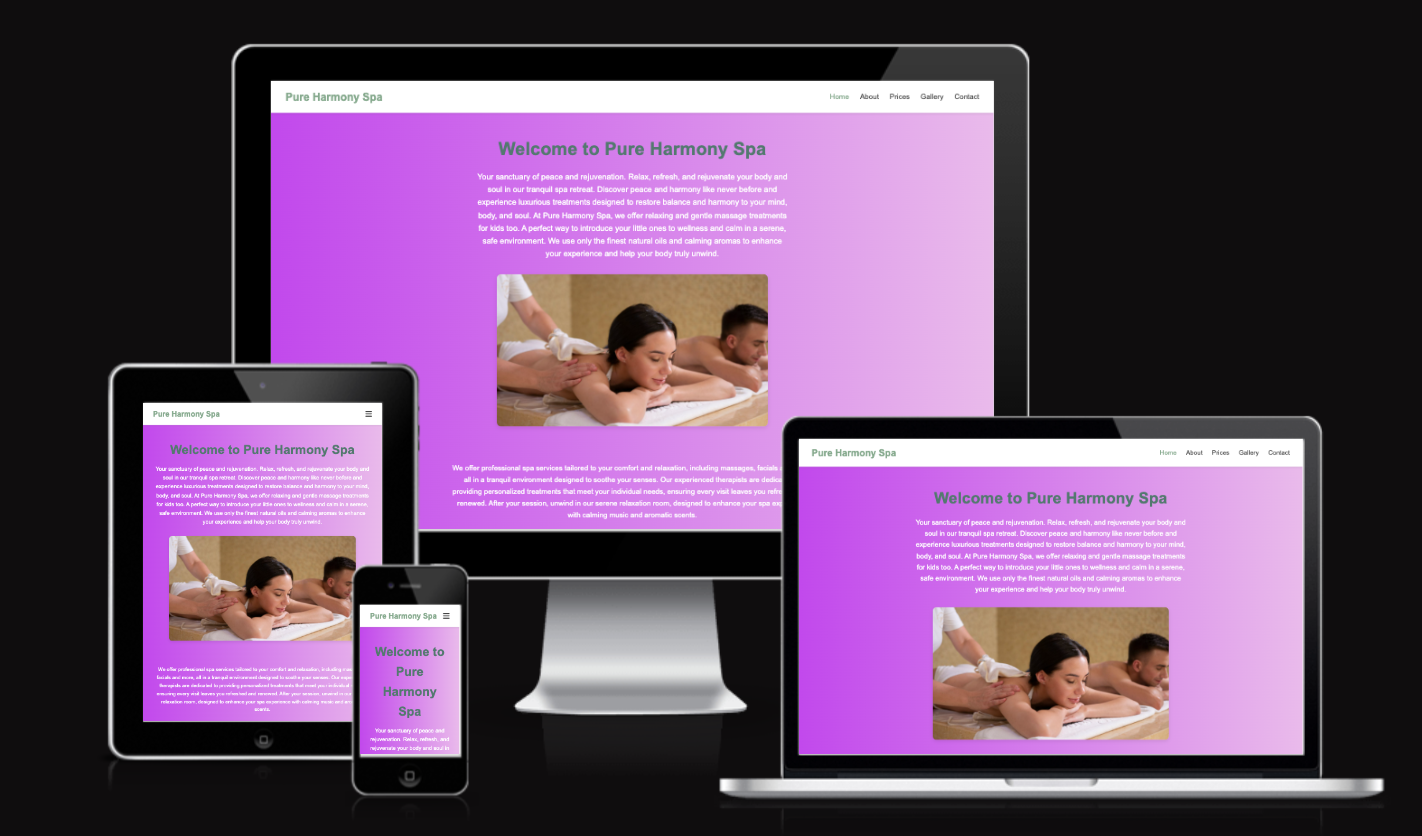 Pure Harmony Spa
Home About Prices Gallery Contact
Welcome to Pure Harmony Spa
Your sanctuary of peace and rejuvenation. Relax, refresh, and rejuvenate your body and
soul in our tranquil spa retreat. Discover peace and harmony like never before and
experience luxurious treatments designed to restore balance and harmony to your mind,
body, and soul. At Pure Harmony Spa, we offer relaxing and gentle massage treatments
for kids too. A perfect way to introduce your little ones to wellness and calm in a serene,
safe environment. We use only the finest natural oils and calming aromas to enhance
your experience and help your body truly unwind.
We offer professional spa services tailored to your comfort and relaxation, including massages, facials
all in a tranquil environment designed to soothe your senses. Our experienced therapists are
providing personalized treatments that meet your individual needs, ensuring every visit leaves you
renewed. After your session, unwind in our serene relaxation room, designed to enhance your spa
with calming music and aromatic scents.
Pure Harmony Spa
Welcome to Pure Harmony Spa
Your sanctuary of peace and rejuvenation. Relax, refresh, and rejuvenate your body and
soul in our tranquil spa retreat. Discover peace and harmony like never before and
experience luxurious treatments designed to restore balance and harmony to your mind,
body, and soul. At Pure Harmony Spa, we offer relaxing and gentle massage treatments
for kids too. A perfect way to introduce your little ones to wellness and calm in a serene,
safe environment. We use only the finest natural oils and calming aromas to enhance
your experience and help your body truly unwind.
We offer professional spa services tailored to your comfort and relaxation, including
facials and more, all in a tranquil environment designed to soothe your senses. Our
therapists are dedicated to providing personalized treatments that meet your individual
ensuring every visit leaves you refreshed and renewed. After your session, unwind in our
relaxation room, designed to enhance your spa experience with calming music and
scents.
Pure Harmony Spa
Welcome to
Pure
Harmony
Spa
Your sanctuary of peace and
rejuvenation. Relax, refresh, and
rejuvenate your body and soul in
Pure Harmony Spa
Home About Prices Gallery Contact
Welcome to Pure Harmony Spa
Your sanctuary of peace and rejuvenation. Relax, refresh, and rejuvenate your body and
soul in our tranquil spa retreat. Discover peace and harmony like never before and
experience luxurious treatments designed to restore balance and harmony to your mind,
body, and soul. At Pure Harmony Spa, we offer relaxing and gentle massage treatments
for kids too. A perfect way to introduce your little ones to wellness and calm in a serene,
safe environment. We use only the finest natural oils and calming aromas to enhance
your experience and help your body truly unwind.